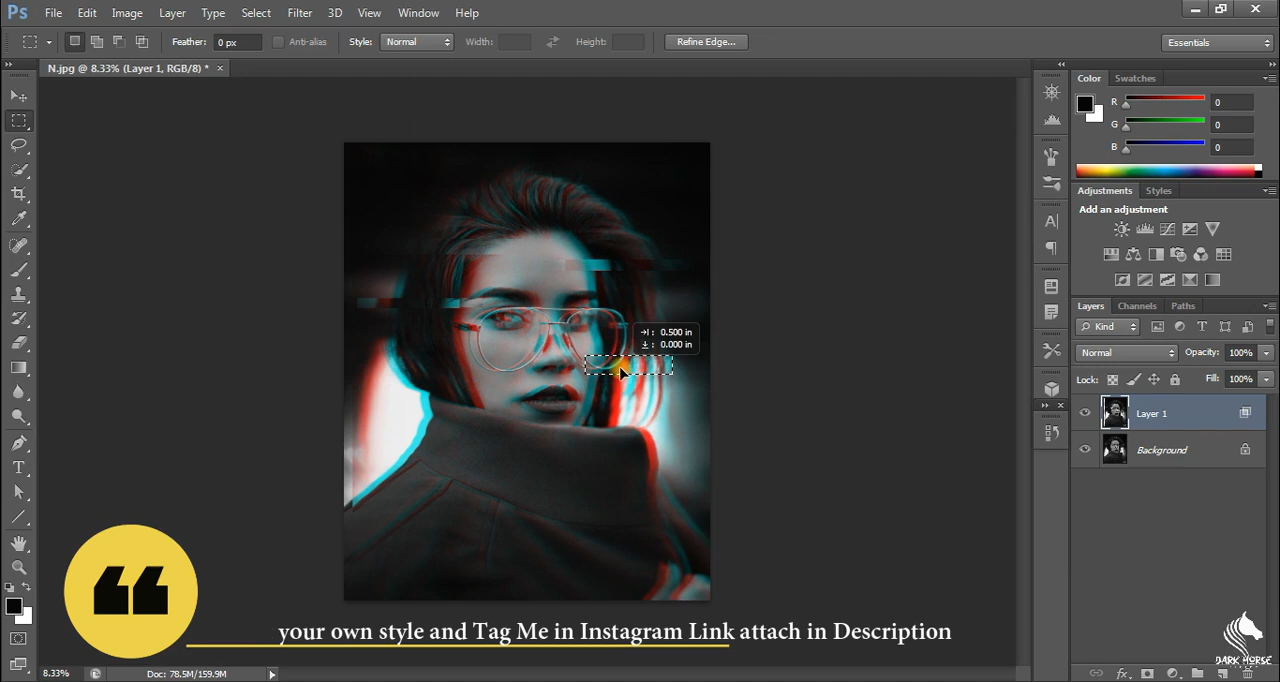 Ps File Edit Image Layer Type Select Filter 3D View Window Help
Feather: 0 px Anti-alias Style: Normal Width: Height: Refine Edge... Essentials
N.jpg @ 8.33% (Layer 1, RGB/8) * ×
Color Swatches
R 0
G 0
B 0
Adjustments Styles
Add an adjustment
Layers Channels Paths
Kind
Normal Opacity: 100%
Lock: Fill: 100%
Layer 1
Background
0.500 in
0.000 in
your own style and Tag Me in Instagram Link attach in Description
DARK HORSE
8.33% Doc: 78.5M/159.9M